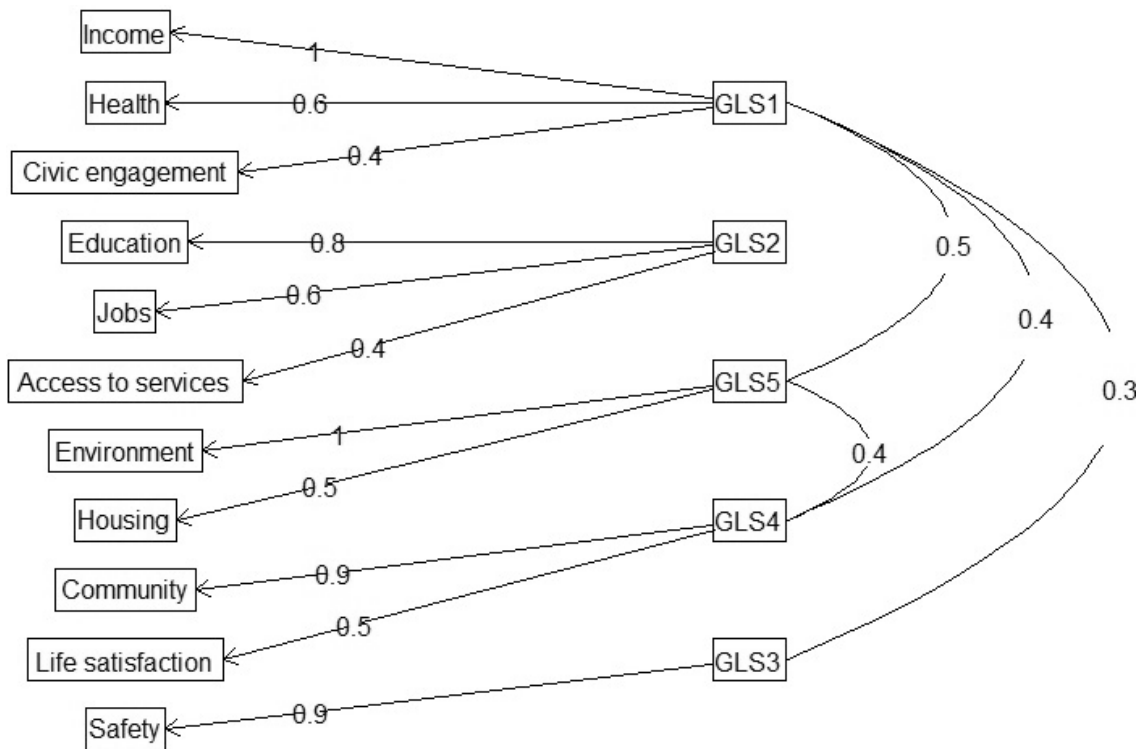 Income
1
Health
0.6
GLS1
Civic engagement
0.4
Education
0.8
GLS2
0.5
Jobs
0.6
0.4
Access to services
0.4
GLS5
0.3
Environment
1
0.4
Housing
0.5
GLS4
Community
0.9
Life satisfaction
0.5
GLS3
Safety
0.9